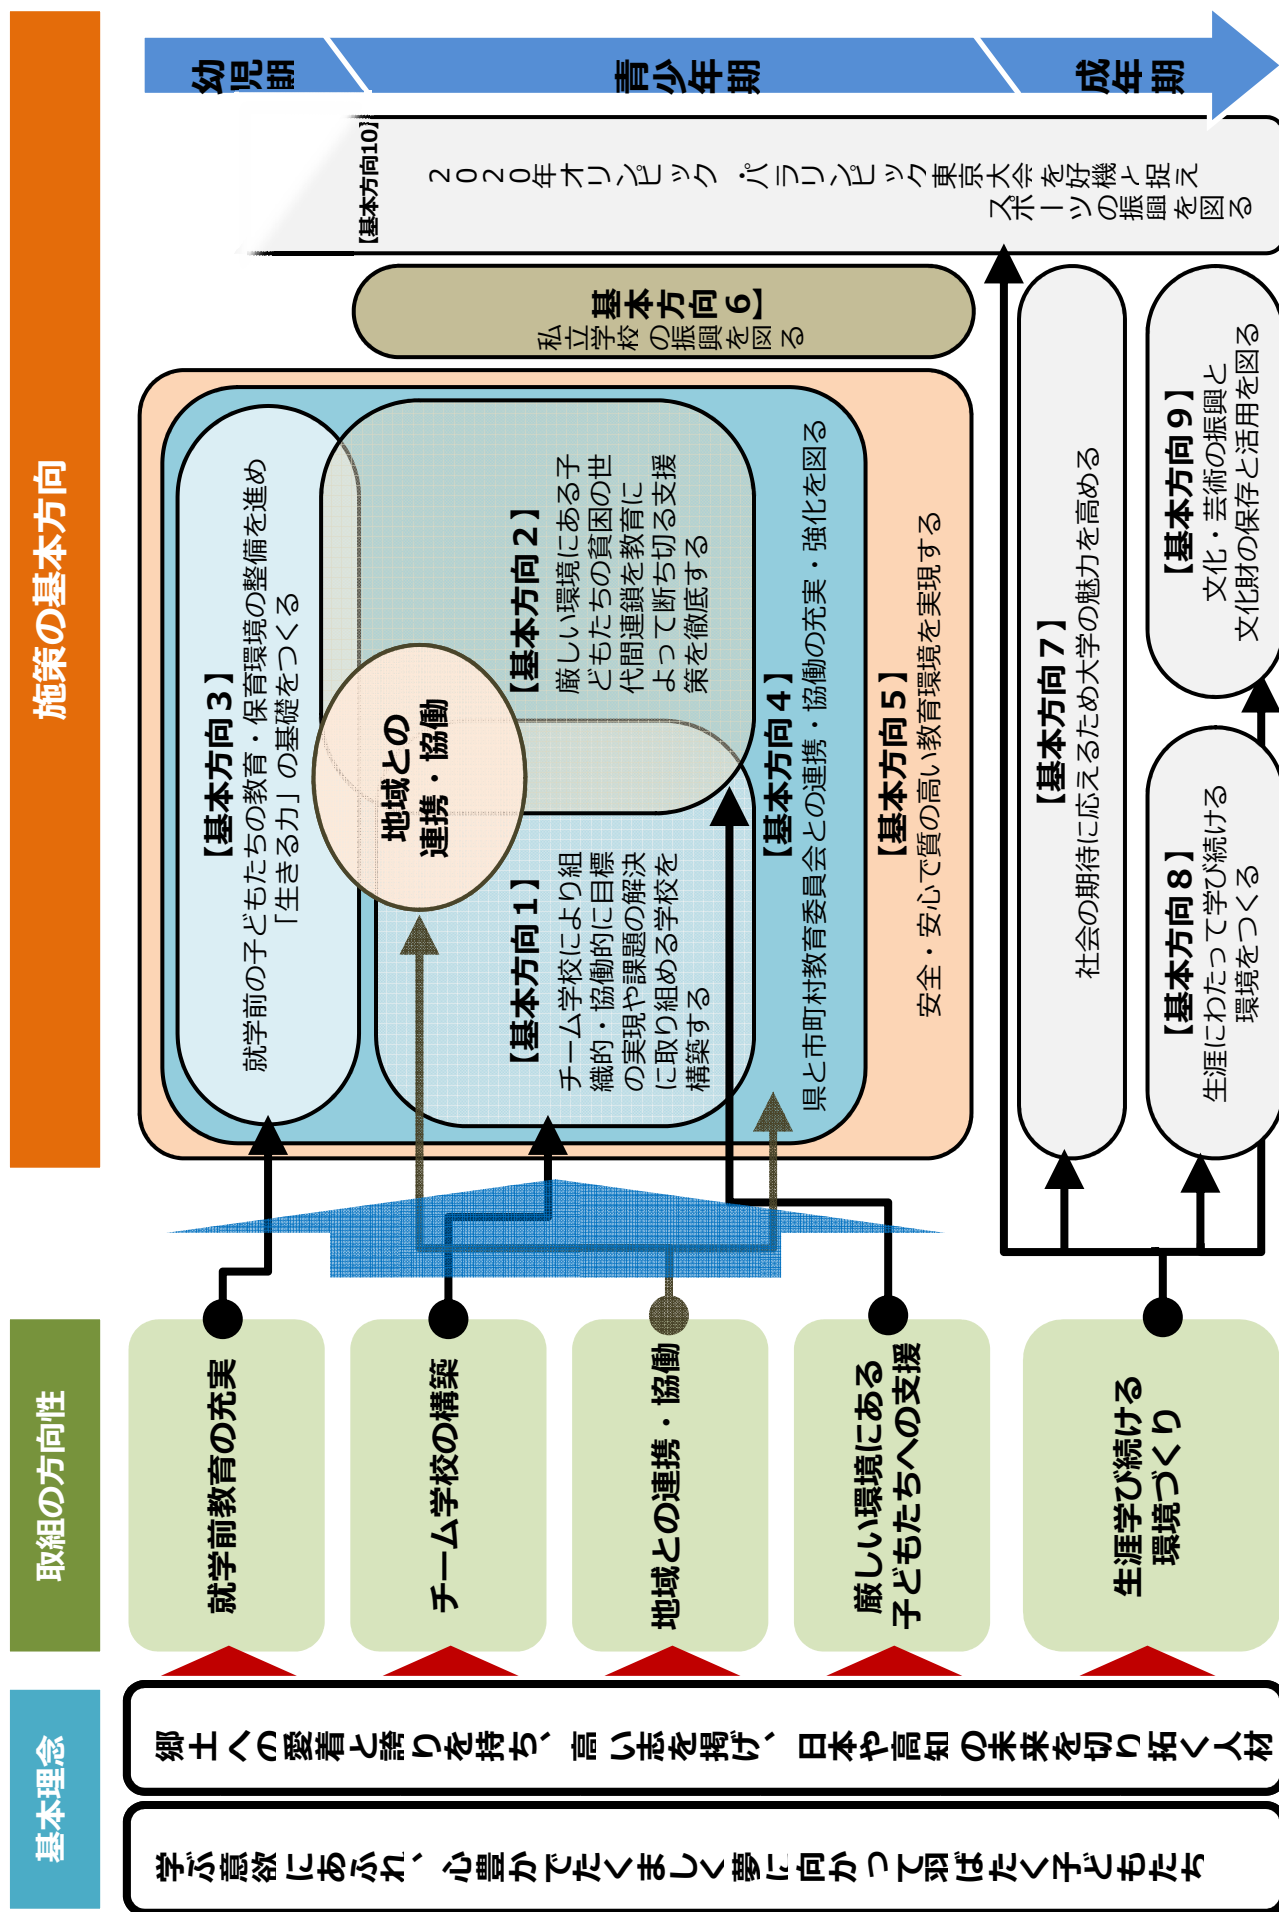 基本理念
学ぶ意欲にあふれ、心豊かでたくましく夢に向かって羽ばたく子どもたち
郷土への愛着と誇りを持ち、高い志を掲げ、日本や高知の未来を切り拓く人材
取組の方向性
就学前教育の充実
チーム学校の構築
地域との連携・協働
厳しい環境にある
子どもたちへの支援
生涯学び続ける
環境づくり
施策の基本方向
【基本方向３】
就学前の子どもたちの教育・保育環境の整備を進め
「生きる力」の基礎をつくる
地域との
連携・協働
【基本方向１】
チーム学校により組
織的・協働的に目標
の実現や課題の解決
に取り組める学校を
構築する
【基本方向２】
厳しい環境にある子
どもたちの貧困の世
代間連鎖を教育に
よって断ち切る支援
策を徹底する
【基本方向４】
県と市町村教育委員会との連携・協働の充実・強化を図る
【基本方向５】
安全・安心で質の高い教育環境を実現する
基本方向６】
私立学校の振興を図る
【基本方向７】
社会の期待に応えるため大学の魅力を高める
【基本方向８】
生涯にわたって学び続ける
環境をつくる
【基本方向９】
文化・芸術の振興と
文化財の保存と活用を図る
【基本方向10】
２０２０年オリンピック・パラリンピック東京大会を好機と捉え
スポーツの振興を図る
幼児期
青少年期
成年期